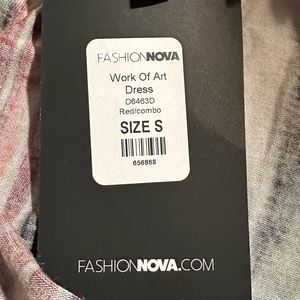 FASHIONNOVA
Work Of Art
Dress
D6463D
Red/combo
SIZE S
656868
FASHIONNOVA.COM